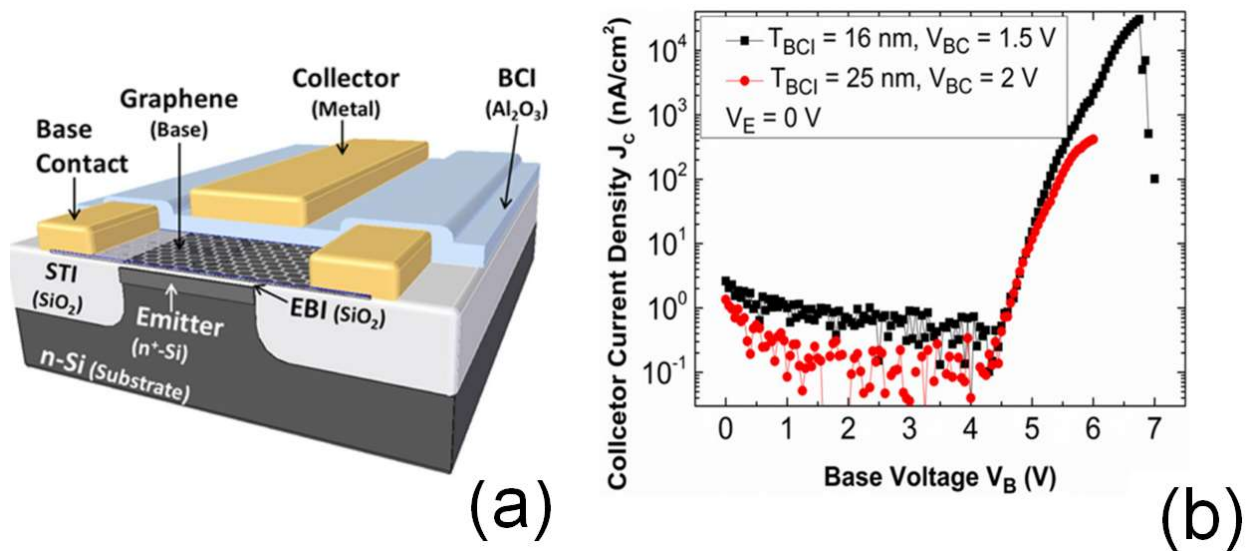 Collector
(Metal)
BCI
(Al₂O₃)
Graphene
(Base)
Base
Contact
STI
(SiO₂)
EBI (SiO₂)
Emitter
(n⁺-Si)
n-Si (Substrate)
(a)
Collcetor Current Density J_C (nA/cm²)
T_BCI = 16 nm, V_BC = 1.5 V
T_BCI = 25 nm, V_BC = 2 V
V_E = 0 V
10⁴
10³
10²
10¹
10⁰
10⁻¹
0 1 2 3 4 5 6 7
Base Voltage V_B (V)
(b)